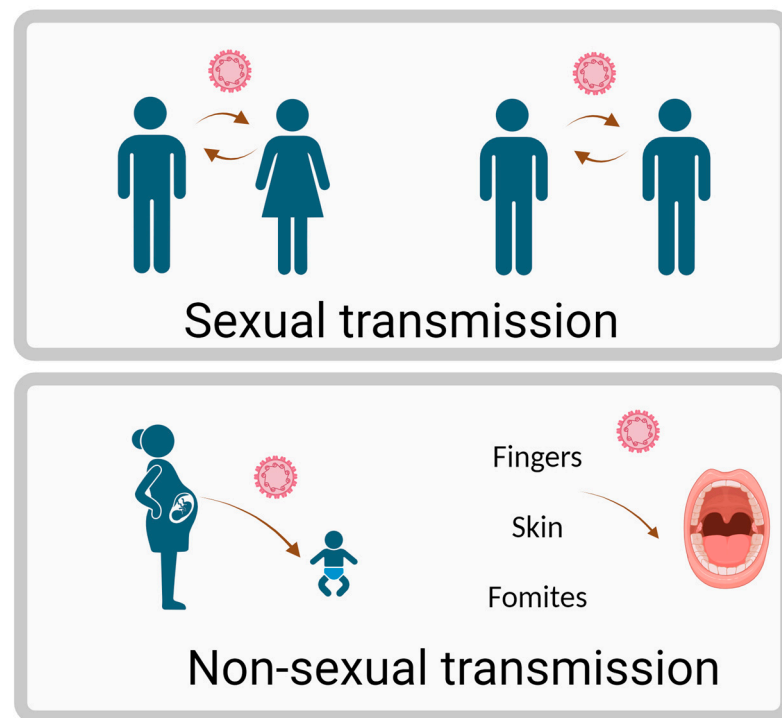 Sexual transmission
Fingers
Skin
Fomites
Non-sexual transmission